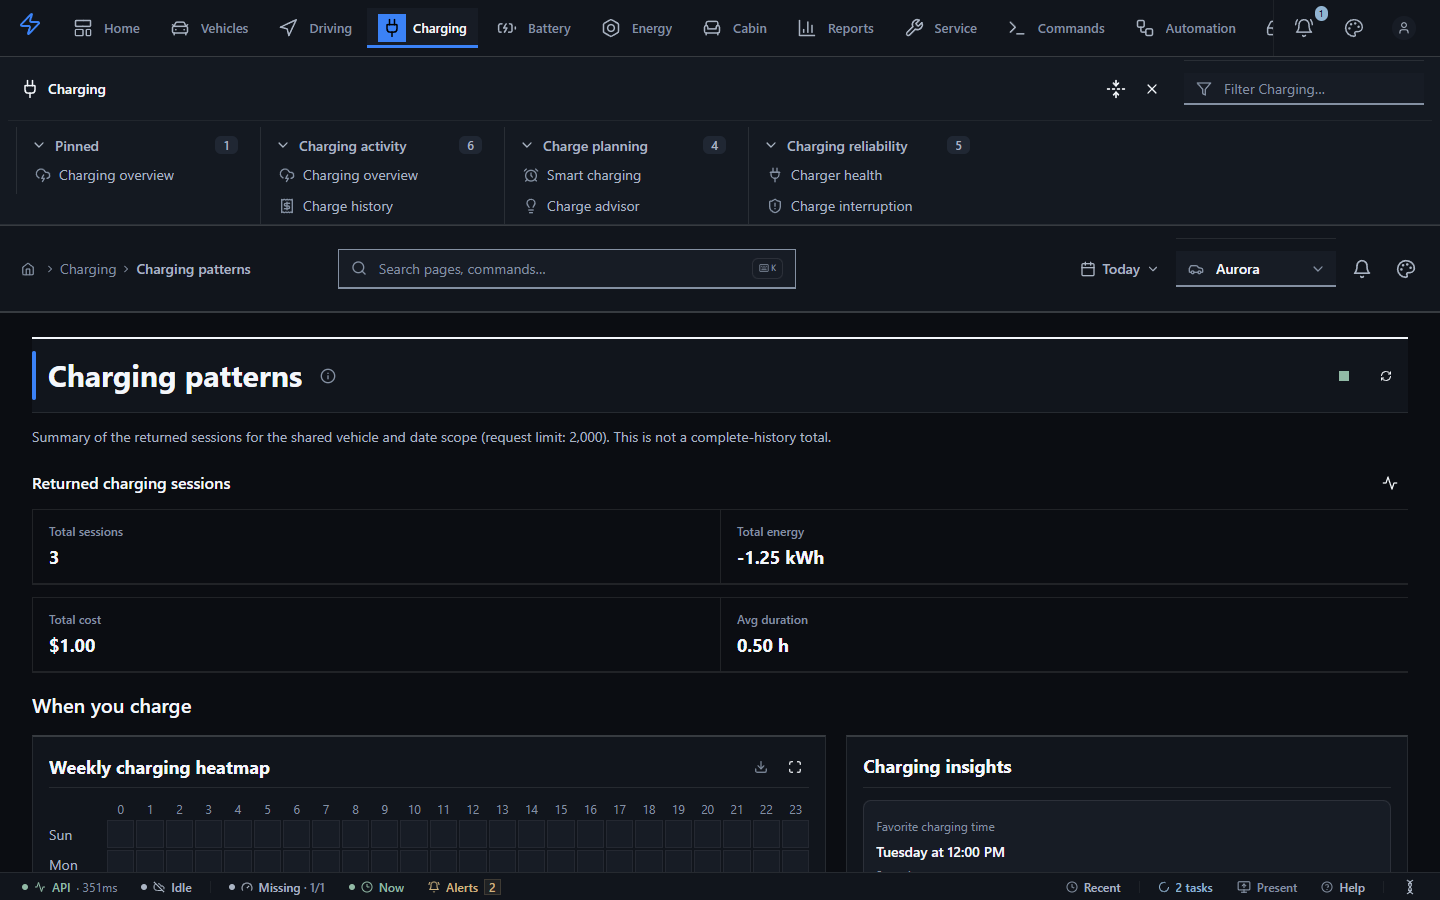 Home Vehicles Driving Charging Battery Energy Cabin Reports Service Commands Automation 1
Charging Filter Charging...
Pinned 1 Charging activity 6 Charge planning 4 Charging reliability 5
Charging overview Charging overview Smart charging Charger health
Charge history Charge advisor Charge interruption
Charging Charging patterns Search pages, commands... K Today Aurora
Charging patterns
Summary of the returned sessions for the shared vehicle and date scope (request limit: 2,000). This is not a complete-history total.
Returned charging sessions
Total sessions Total energy
3 -1.25 kWh
Total cost Avg duration
$1.00 0.50 h
When you charge
Weekly charging heatmap Charging insights
0 1 2 3 4 5 6 7 8 9 10 11 12 13 14 15 16 17 18 19 20 21 22 23
Sun Favorite charging time
Mon Tuesday at 12:00 PM
API · 351ms Idle Missing · 1/1 Now Alerts 2 Recent 2 tasks Present Help